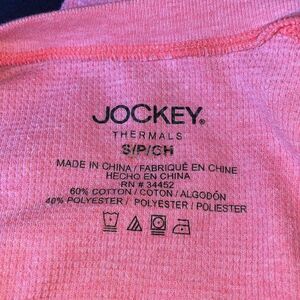 JOCKEY®
THERMALS
S/P/CH
MADE IN CHINA / FABRIQUÉ EN CHINE
HECHO EN CHINA
RN # 34452
60% COTTON / COTON / ALGODÓN
40% POLYESTER / POLYESTER / POLIESTER